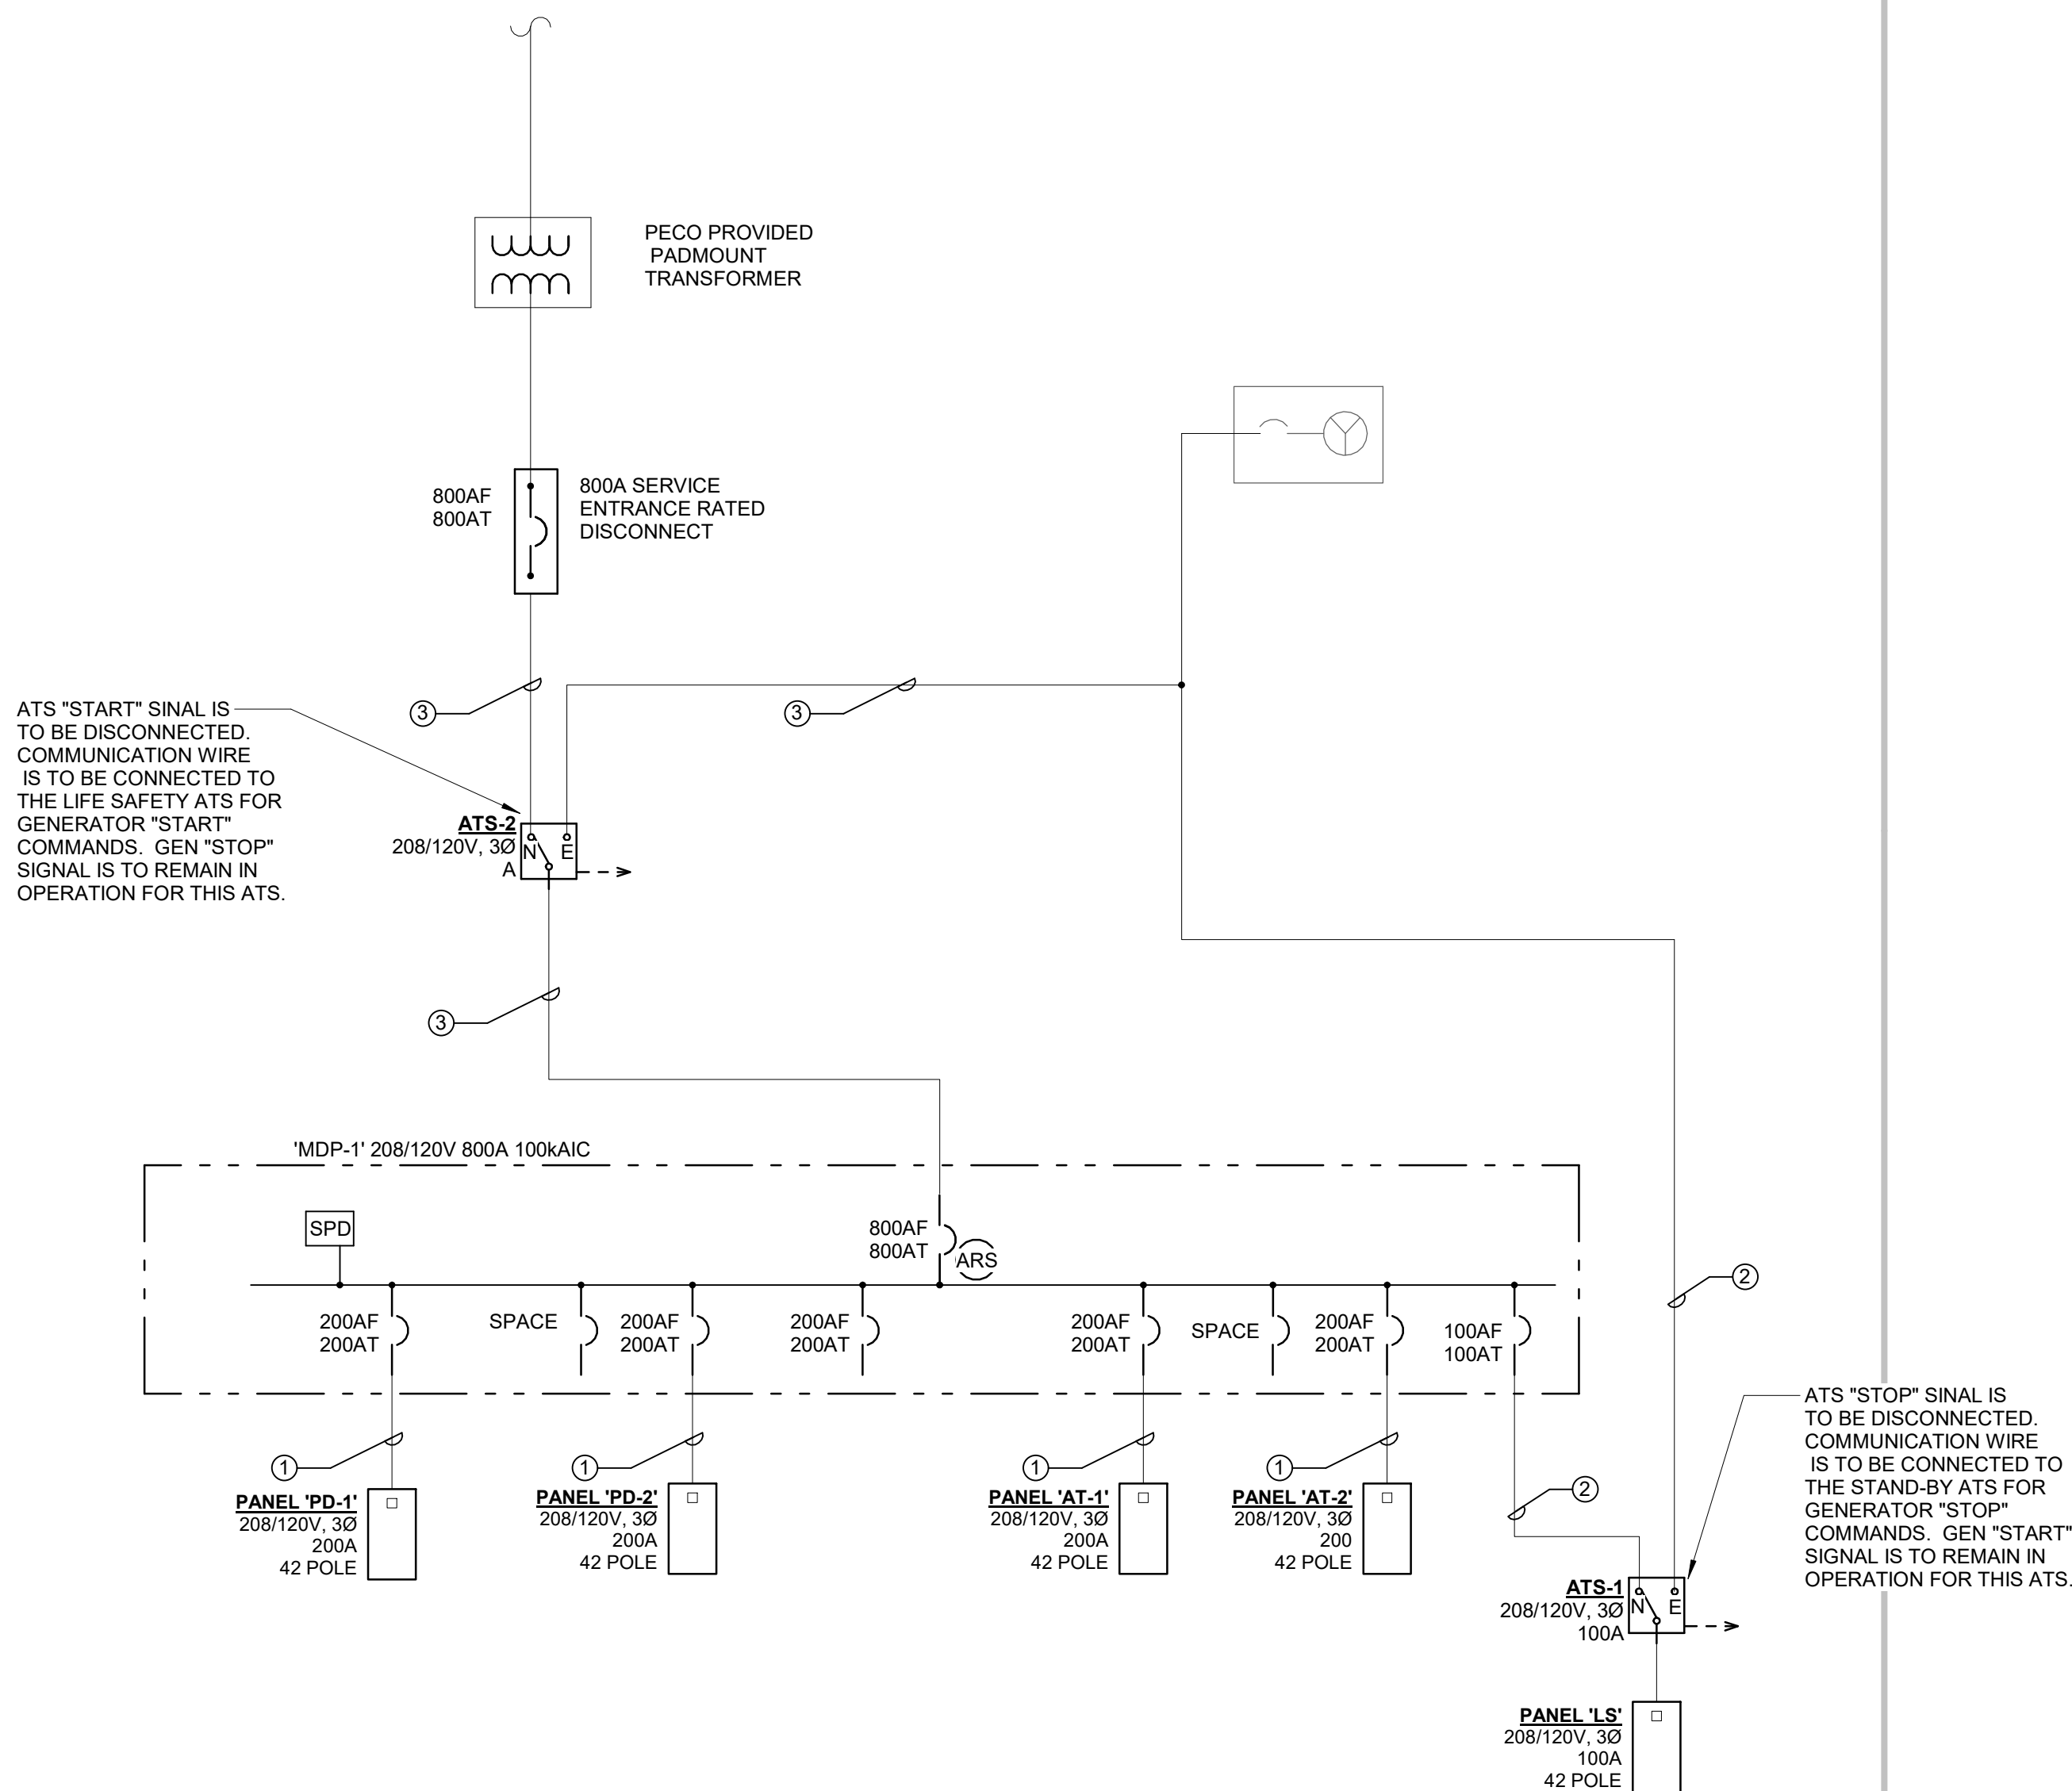 PECO PROVIDED
PADMOUNT
TRANSFORMER
800AF
800AT
800A SERVICE
ENTRANCE RATED
DISCONNECT
3
3
ATS "START" SINAL IS
TO BE DISCONNECTED.
COMMUNICATION WIRE
IS TO BE CONNECTED TO
THE LIFE SAFETY ATS FOR
GENERATOR "START"
COMMANDS. GEN "STOP"
SIGNAL IS TO REMAIN IN
OPERATION FOR THIS ATS.
ATS-2
208/120V, 3Ø
A
N E
3
'MDP-1' 208/120V 800A 100kAIC
SPD
800AF
800AT
ARS
2
200AF
200AT
SPACE
200AF
200AT
200AF
200AT
200AF
200AT
SPACE
200AF
200AT
100AF
100AT
1
1
1
1
2
PANEL 'PD-1'
208/120V, 3Ø
200A
42 POLE
PANEL 'PD-2'
208/120V, 3Ø
200A
42 POLE
PANEL 'AT-1'
208/120V, 3Ø
200A
42 POLE
PANEL 'AT-2'
208/120V, 3Ø
200
42 POLE
ATS "STOP" SINAL IS
TO BE DISCONNECTED.
COMMUNICATION WIRE
IS TO BE CONNECTED TO
THE STAND-BY ATS FOR
GENERATOR "STOP"
COMMANDS. GEN "START"
SIGNAL IS TO REMAIN IN
OPERATION FOR THIS ATS.
ATS-1
208/120V, 3Ø
100A
N E
PANEL 'LS'
208/120V, 3Ø
100A
42 POLE